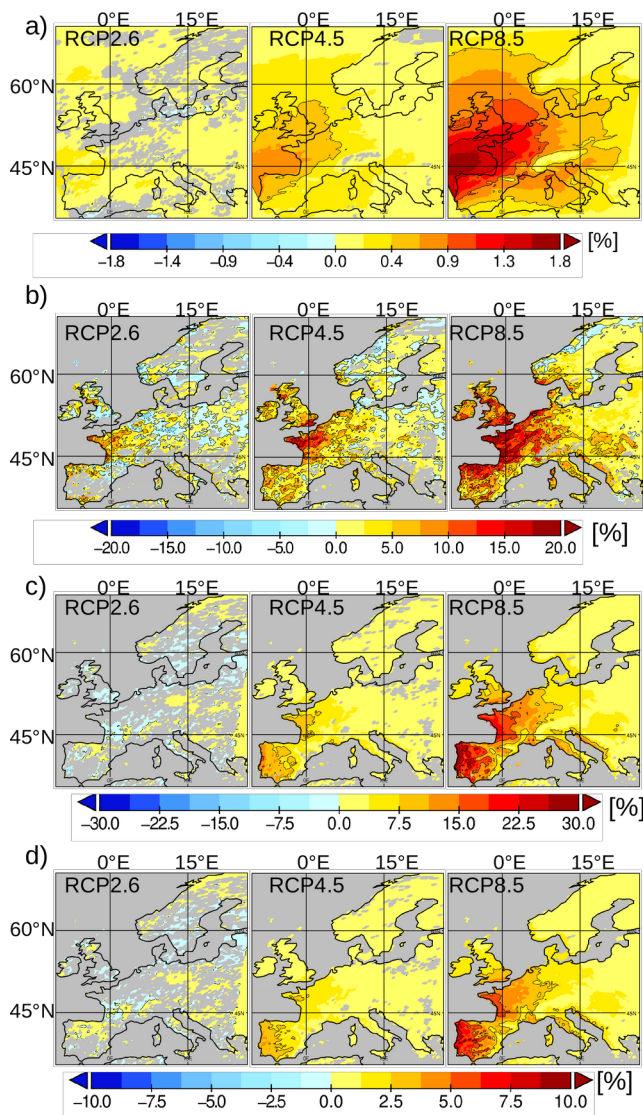 a)
0°E 15°E 0°E 15°E 0°E 15°E
RCP2.6 RCP4.5 RCP8.5
60°N
45°N
−1.8 −1.4 −0.9 −0.4 0.0 0.4 0.9 1.3 1.8 [%]
b)
0°E 15°E 0°E 15°E 0°E 15°E
RCP2.6 RCP4.5 RCP8.5
60°N
45°N
−20.0 −15.0 −10.0 −5.0 0.0 5.0 10.0 15.0 20.0 [%]
c)
0°E 15°E 0°E 15°E 0°E 15°E
RCP2.6 RCP4.5 RCP8.5
60°N
45°N
−30.0 −22.5 −15.0 −7.5 0.0 7.5 15.0 22.5 30.0 [%]
d)
0°E 15°E 0°E 15°E 0°E 15°E
RCP2.6 RCP4.5 RCP8.5
60°N
45°N
−10.0 −7.5 −5.0 −2.5 0.0 2.5 5.0 7.5 10.0 [%]